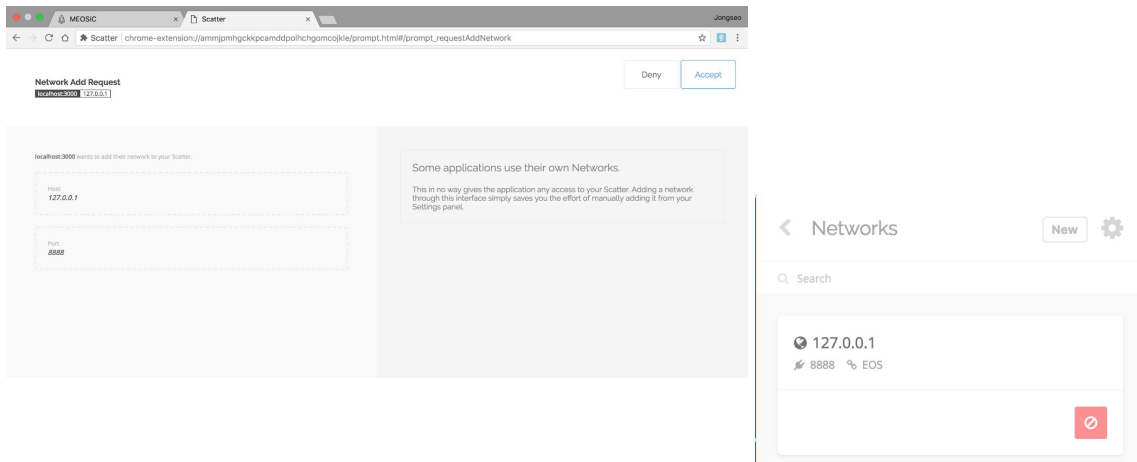 MEOSIC
Scatter
Jongseo
Scatter chrome-extension://ammjpmhgckkpcamddpolhchgomcojkie/prompt.html#/prompt_requestAddNetwork
Network Add Request
localhost:3000 127.0.0.1
Deny
Accept
localhost:3000 wants to add their network to your Scatter.
Host
127.0.0.1
Port
8888
Some applications use their own Networks.
This in no way gives the application any access to your Scatter. Adding a network
through this interface simply saves you the effort of manually adding it from your
Settings panel.
Networks
New
Search
127.0.0.1
8888 EOS